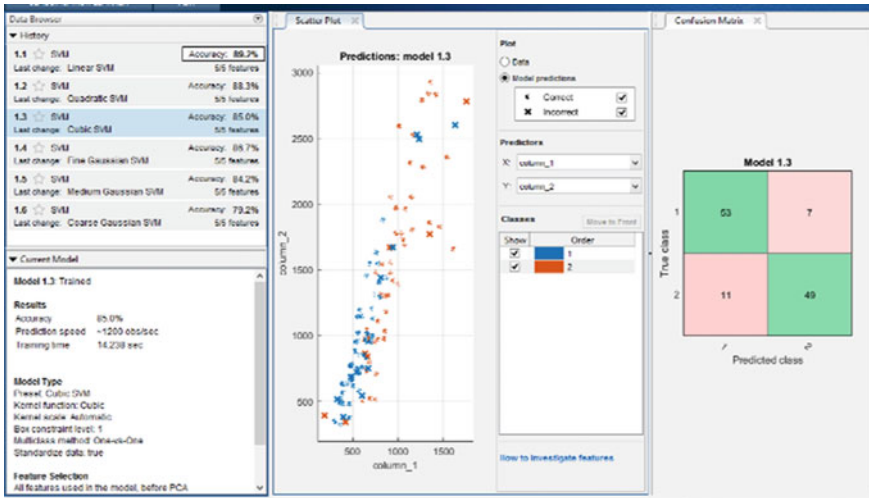 Data Browser
History
1.1 SVM Accuracy: 89.2%
Last change: Linear SVM 5/5 features
1.2 SVM Accuracy: 88.3%
Last change: Quadratic SVM 5/5 features
1.3 SVM Accuracy: 85.0%
Last change: Cubic SVM 5/5 features
1.4 SVM Accuracy: 86.7%
Last change: Fine Gaussian SVM 5/5 features
1.5 SVM Accuracy: 84.2%
Last change: Medium Gaussian SVM 5/5 features
1.6 SVM Accuracy: 79.2%
Last change: Coarse Gaussian SVM 5/5 features
Current Model
Model 1.3: Trained
Results
Accuracy 85.0%
Prediction speed ~1200 obs/sec
Training time 14.238 sec
Model Type
Preset: Cubic SVM
Kernel function: Cubic
Kernel scale: Automatic
Box constraint level: 1
Multiclass method: One-vs-One
Standardize data: true
Feature Selection
All features used in the model, before PCA
Scatter Plot
Predictions: model 1.3
3000
2500
2000
1500
1000
500
column_2
500 1000 1500
column_1
Plot
Data
Model predictions
Correct
Incorrect
Predictors
X: column_1
Y: column_2
Classes Move to Front
Show Order
1
2
How to investigate features
Confusion Matrix
Model 1.3
True class
1 53 7
2 11 49
1 2
Predicted class